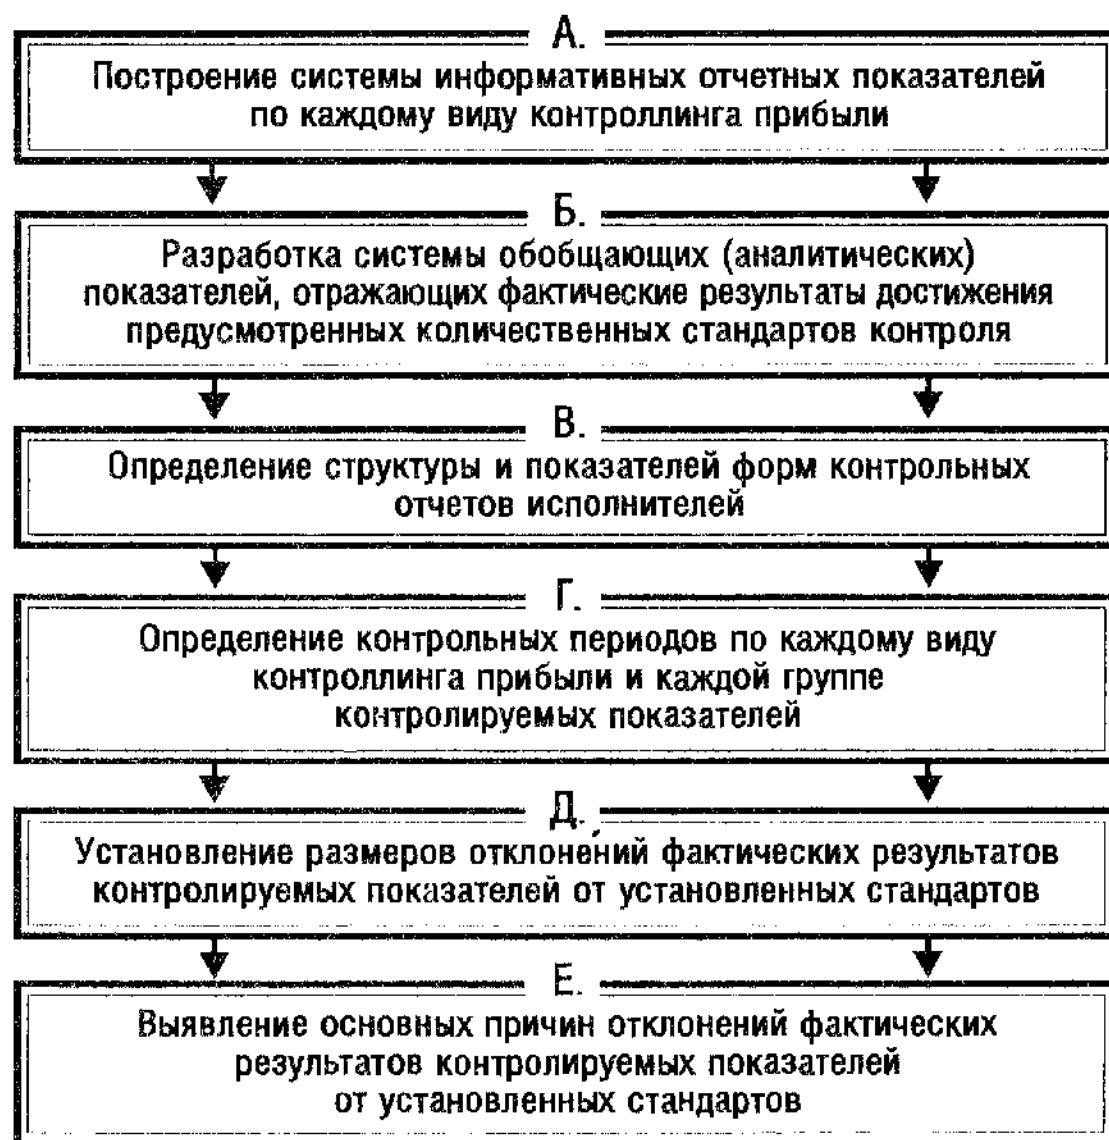 А.
Построение системы информативных отчетных показателей
по каждому виду контроллинга прибыли
Б.
Разработка системы обобщающих (аналитических)
показателей, отражающих фактические результаты достижения
предусмотренных количественных стандартов контроля
В.
Определение структуры и показателей форм контрольных
отчетов исполнителей
Г.
Определение контрольных периодов по каждому виду
контроллинга прибыли и каждой группе
контролируемых показателей
Д.
Установление размеров отклонений фактических результатов
контролируемых показателей от установленных стандартов
Е.
Выявление основных причин отклонений фактических
результатов контролируемых показателей
от установленных стандартов